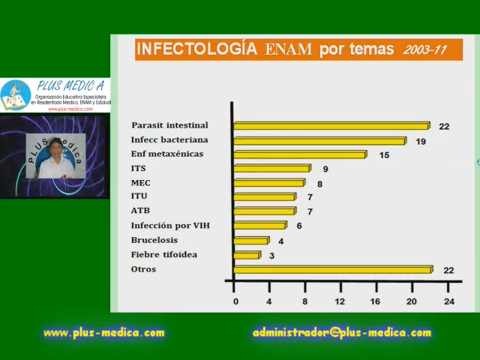 INFECTOLOGÍA ENAM por temas 2003-11
PLUS MEDIC A
Organización Educativa Especialista
en Residentado Medico, ENAM y EsSalud
www.plus-medica.com
PLUS Medica
Parasit intestinal 22
Infecc bacteriana 19
Enf metaxénicas 15
ITS 9
MEC 8
ITU 7
ATB 7
Infección por VIH 6
Brucelosis 4
Fiebre tifoidea 3
Otros 22
0 4 8 12 16 20 24
www.plus-medica.com administrador@plus-medica.com